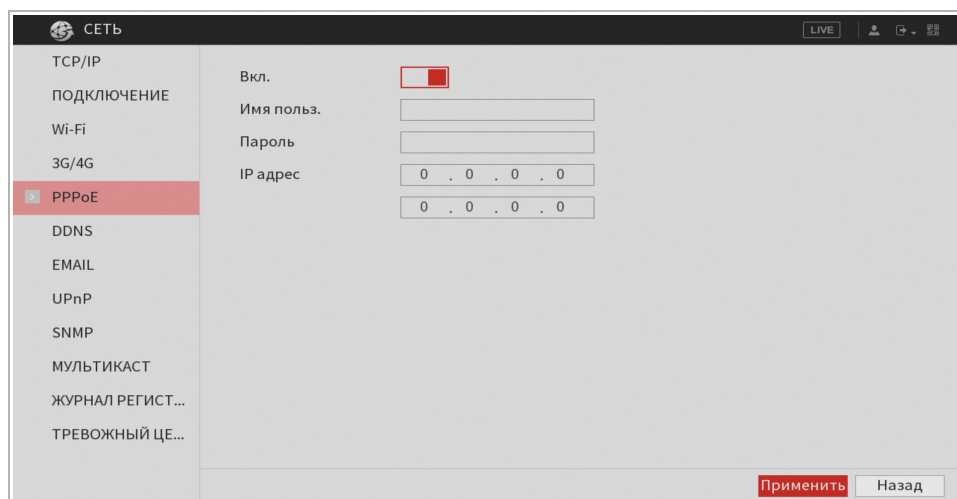 СЕТЬ
LIVE
TCP/IP
ПОДКЛЮЧЕНИЕ
Wi-Fi
3G/4G
PPPoE
DDNS
EMAIL
UPnP
SNMP
МУЛЬТИКАСТ
ЖУРНАЛ РЕГИСТ...
ТРЕВОЖНЫЙ ЦЕ...
Вкл.
Имя польз.
Пароль
IP адрес 0 . 0 . 0 . 0
0 . 0 . 0 . 0
Применить Назад